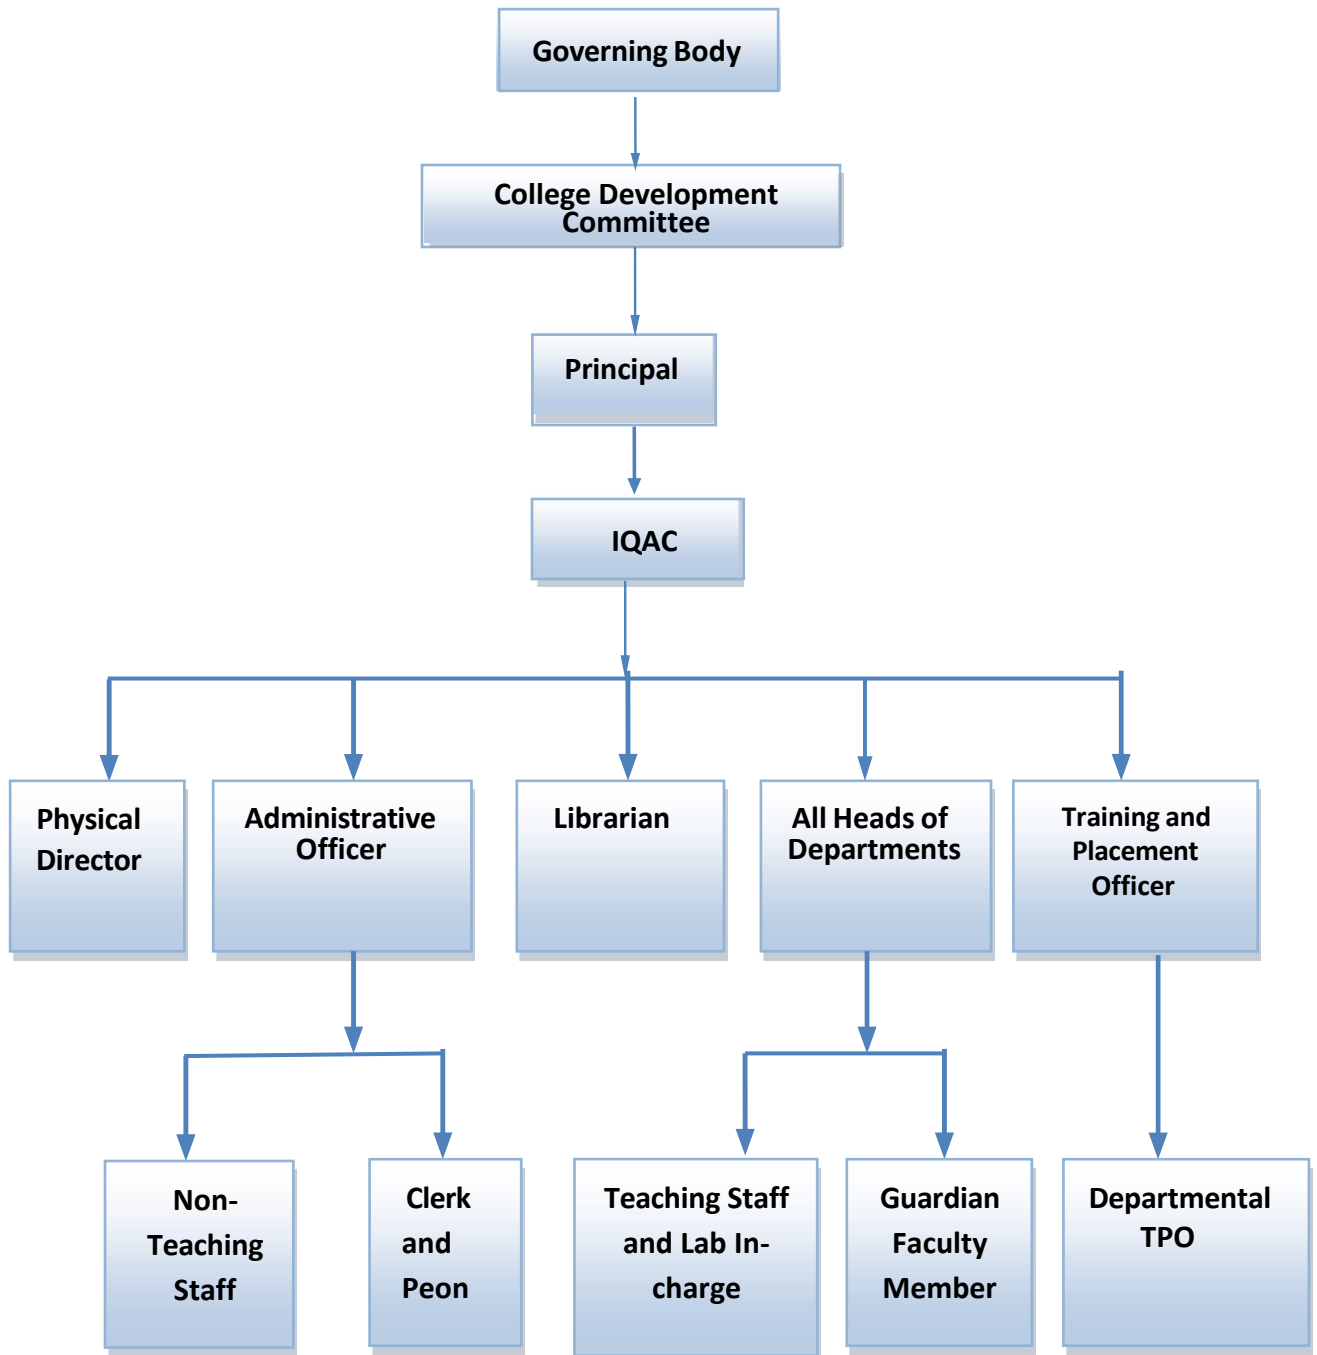 Governing Body
College Development
Committee
Principal
IQAC
Physical
Director
Administrative
Officer
Librarian
All Heads of
Departments
Training and
Placement
Officer
Non-
Teaching
Staff
Clerk
and
Peon
Teaching Staff
and Lab In-
charge
Guardian
Faculty
Member
Departmental
TPO